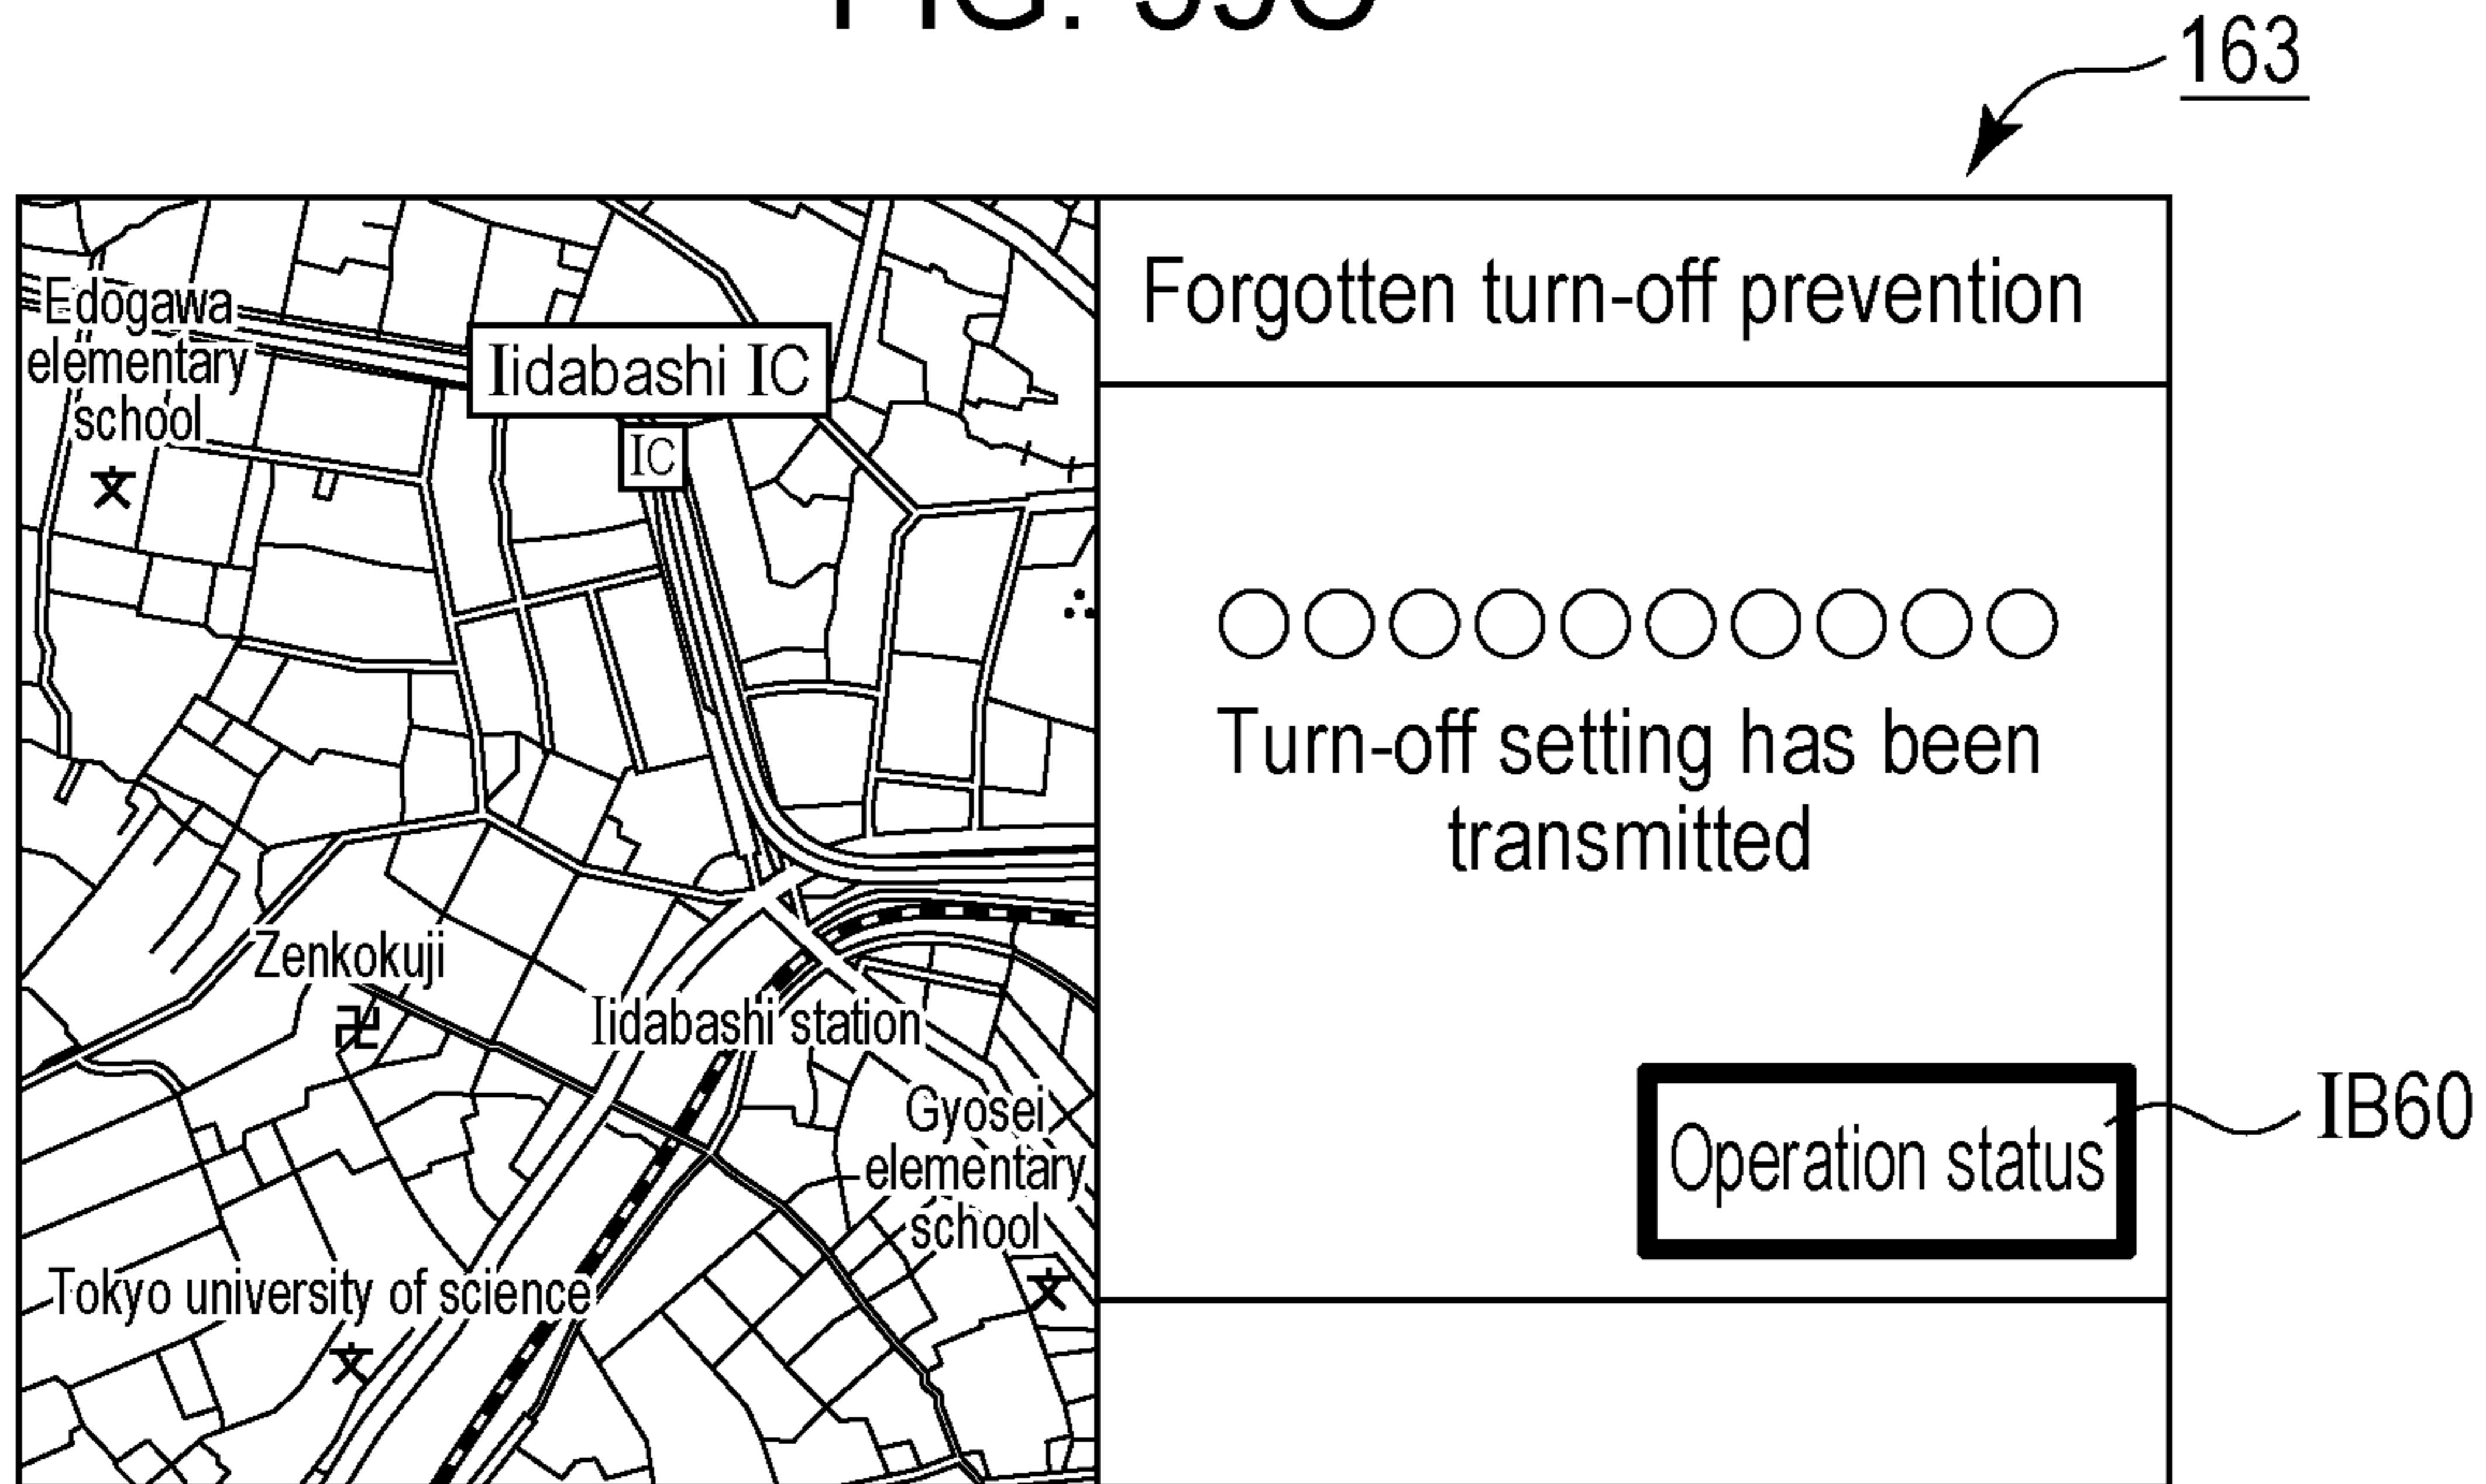 163
Edogawa
elementary
school
Iidabashi IC
IC
Zenkokuji
Iidabashi station
Gyosei
elementary
school
Tokyo university of science
Forgotten turn-off prevention
○○○○○○○○○○
Turn-off setting has been
transmitted
Operation status
IB60